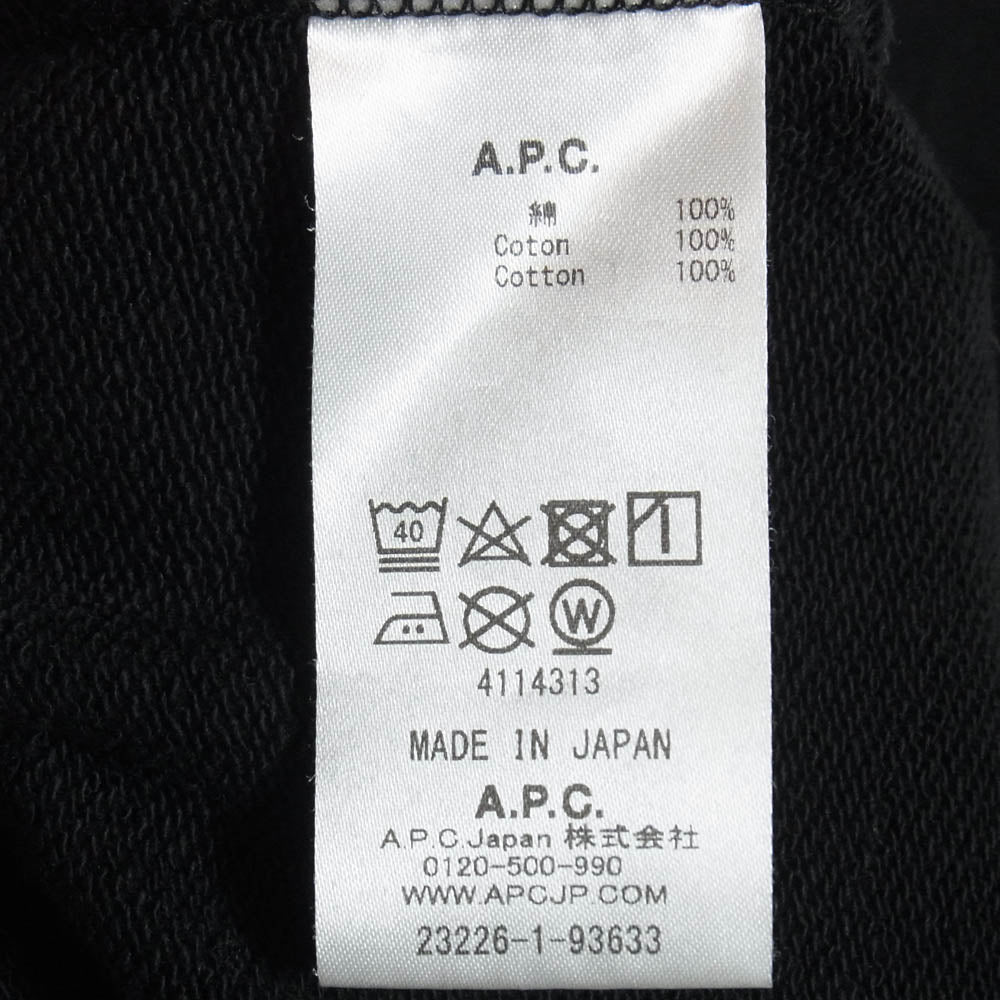 A.P.C.
綿 100%
Coton 100%
Cotton 100%
40
W
4114313
MADE IN JAPAN
A.P.C.
A.P.C.Japan 株式会社
0120-500-990
WWW.APCJP.COM
23226-1-93633